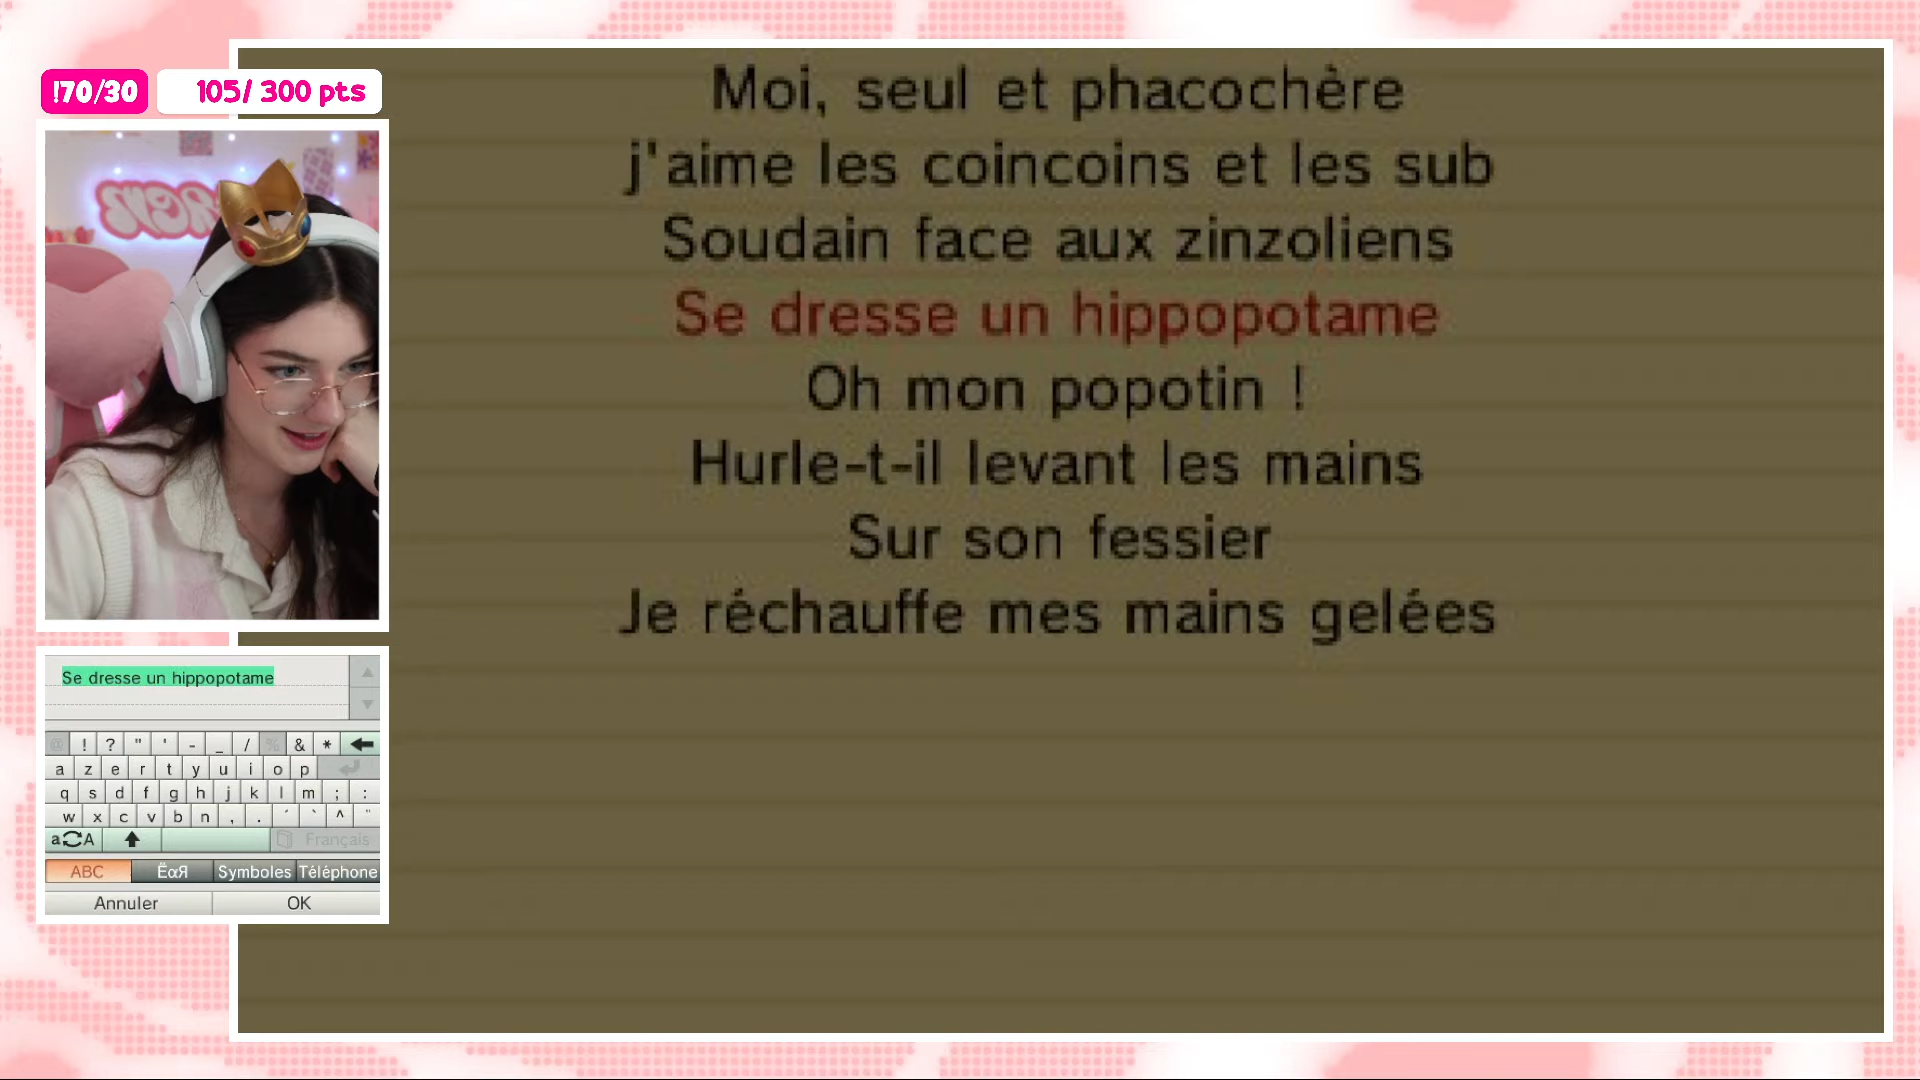 !70/30
105/ 300 pts
Moi, seul et phacochère
j'aime les coincoins et les sub
Soudain face aux zinzoliens
Se dresse un hippopotame
Oh mon popotin !
Hurle-t-il levant les mains
Sur son fessier
Je réchauffe mes mains gelées
Se dresse un hippopotame
@ ! ? " ' - _ / % & *
a z e r t y u i o p
q s d f g h j k l m ; :
w x c v b n , . ´ ` ^ ¨
a A Français
ABC ËαЯ Symboles Téléphone
Annuler OK